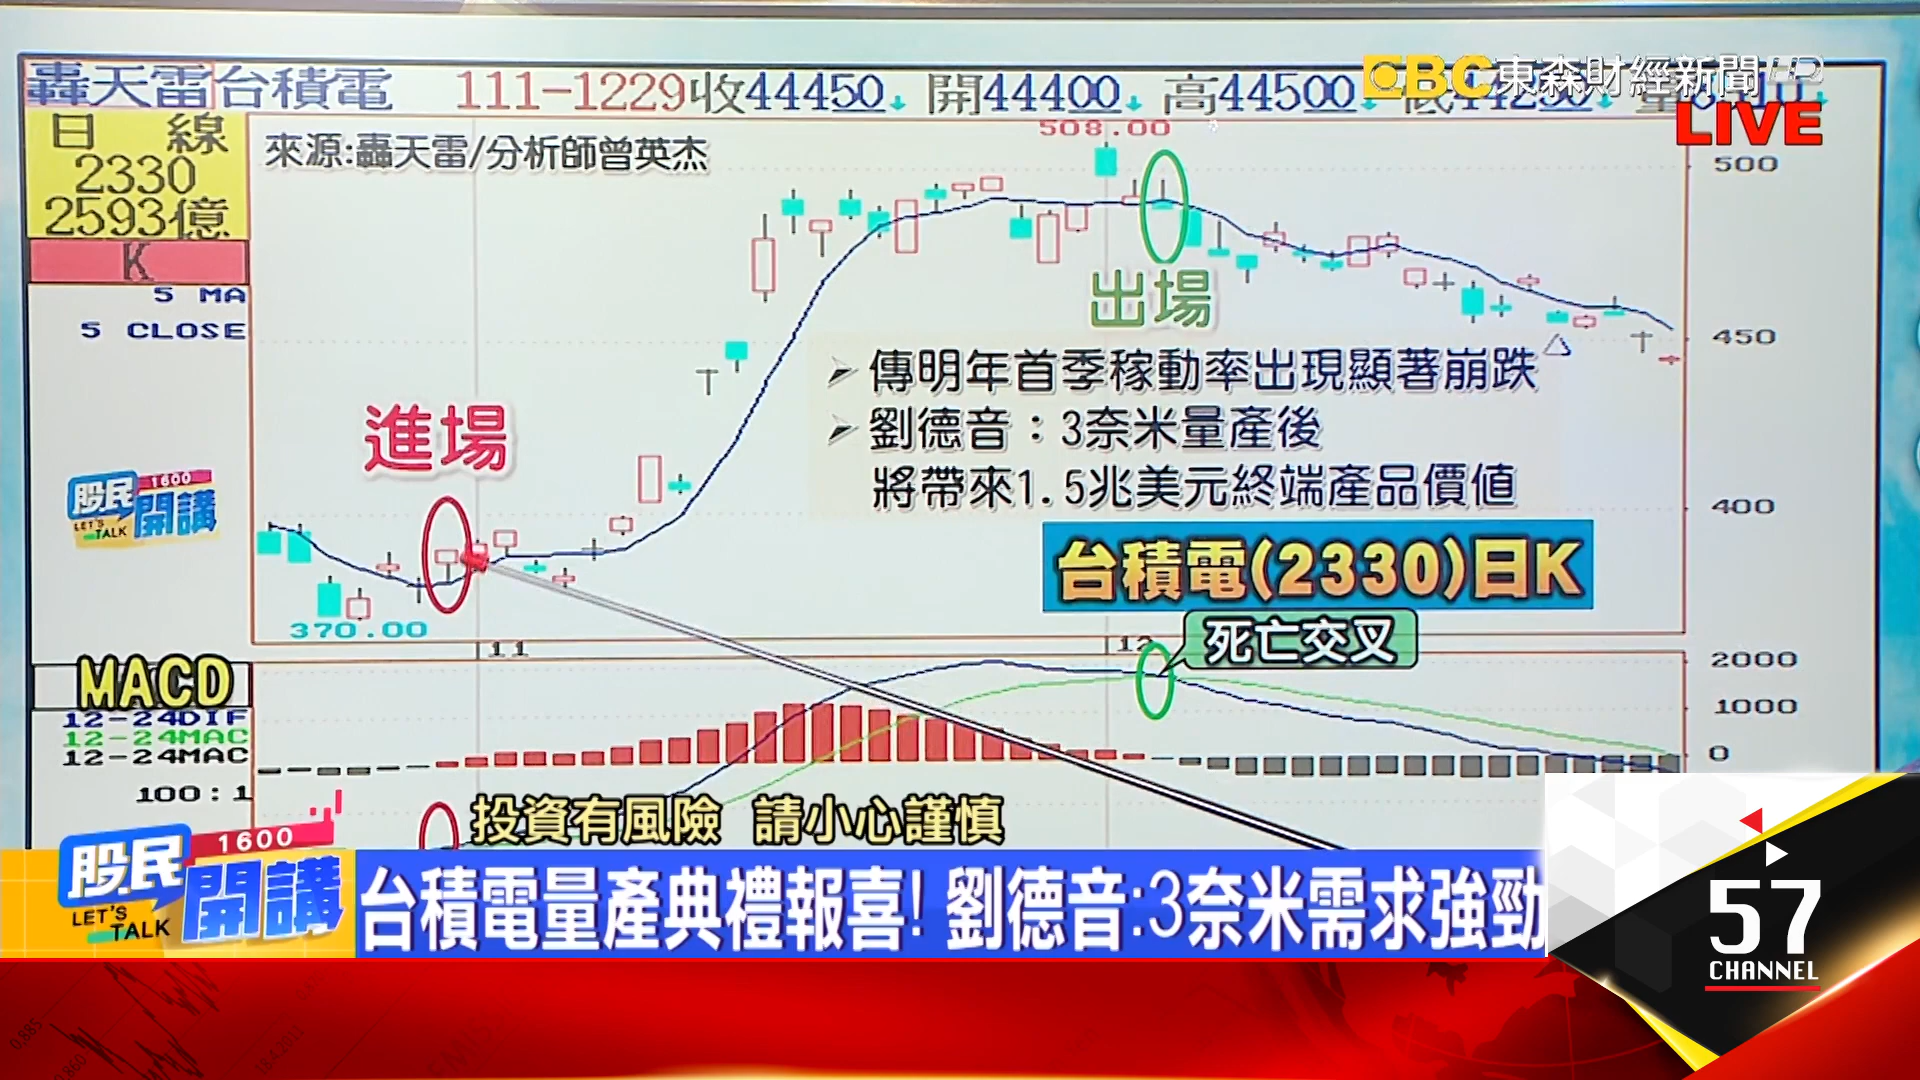 轟天雷台積電 111-1229收44450↓ 開44400↓ 高44500↓
EBC東森財經新聞HD
LIVE
日 線
2330
2593億
K
5 MA
5 CLOSE
來源:轟天雷/分析師曾英杰
508.00
500
450
400
出場
進場
➢ 傳明年首季稼動率出現顯著崩跌
➢ 劉德音：3奈米量產後
將帶來1.5兆美元終端產品價值
股民 1600
開講
LET'S
TALK
台積電(2330)日K
370.00
11
12
死亡交叉
MACD
12-24DIF
12-24MAC
12-24MAC
100:1
2000
1000
0
投資有風險 請小心謹慎
股民 1600
開講
LET'S
TALK
台積電量產典禮報喜! 劉德音:3奈米需求強勁
57
CHANNEL